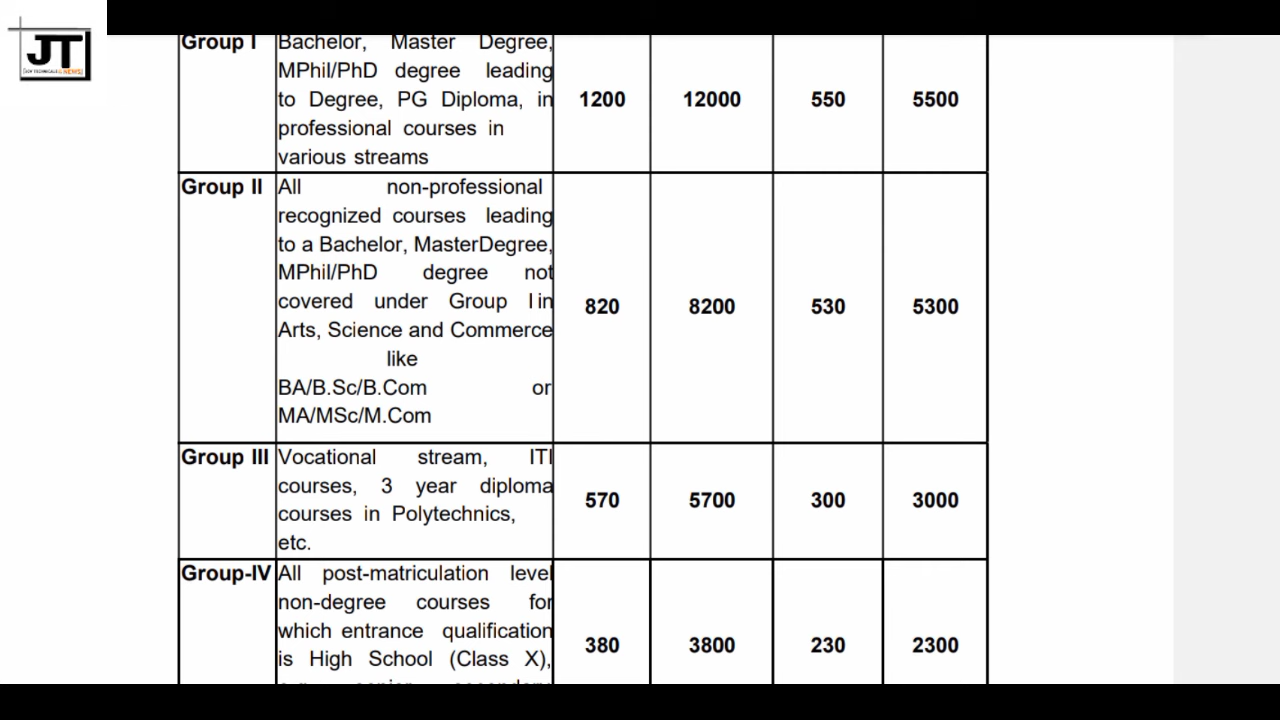 JT
NEWS]
Group I
Bachelor, Master Degree,
MPhil/PhD degree leading
to Degree, PG Diploma, in
professional courses in
various streams
1200 12000 550 5500
Group II
All non-professional
recognized courses leading
to a Bachelor, MasterDegree,
MPhil/PhD degree not
covered under Group I in
Arts, Science and Commerce
like
BA/B.Sc/B.Com or
MA/MSc/M.Com
820 8200 530 5300
Group III
Vocational stream, ITI
courses, 3 year diploma
courses in Polytechnics,
etc.
570 5700 300 3000
Group-IV
All post-matriculation level
non-degree courses for
which entrance qualification
is High School (Class X),
380 3800 230 2300